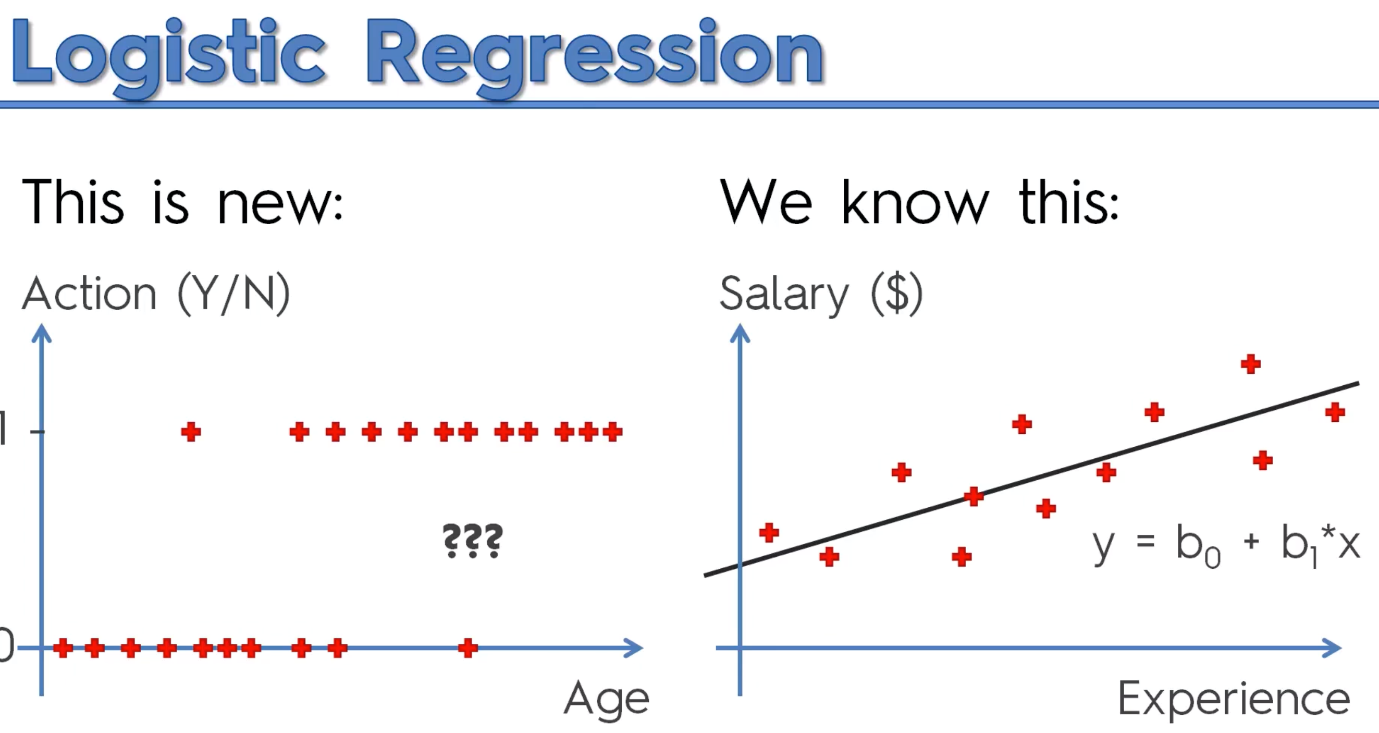 Logistic Regression
This is new:
Action (Y/N)
1
???
0
Age
We know this:
Salary ($)
y = b₀ + b₁*x
Experience